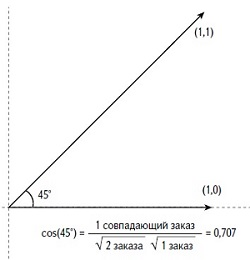 (1,1)
45°
(1,0)
cos(45°) = 1 совпадающий заказ / √2 заказа √1 заказ = 0,707